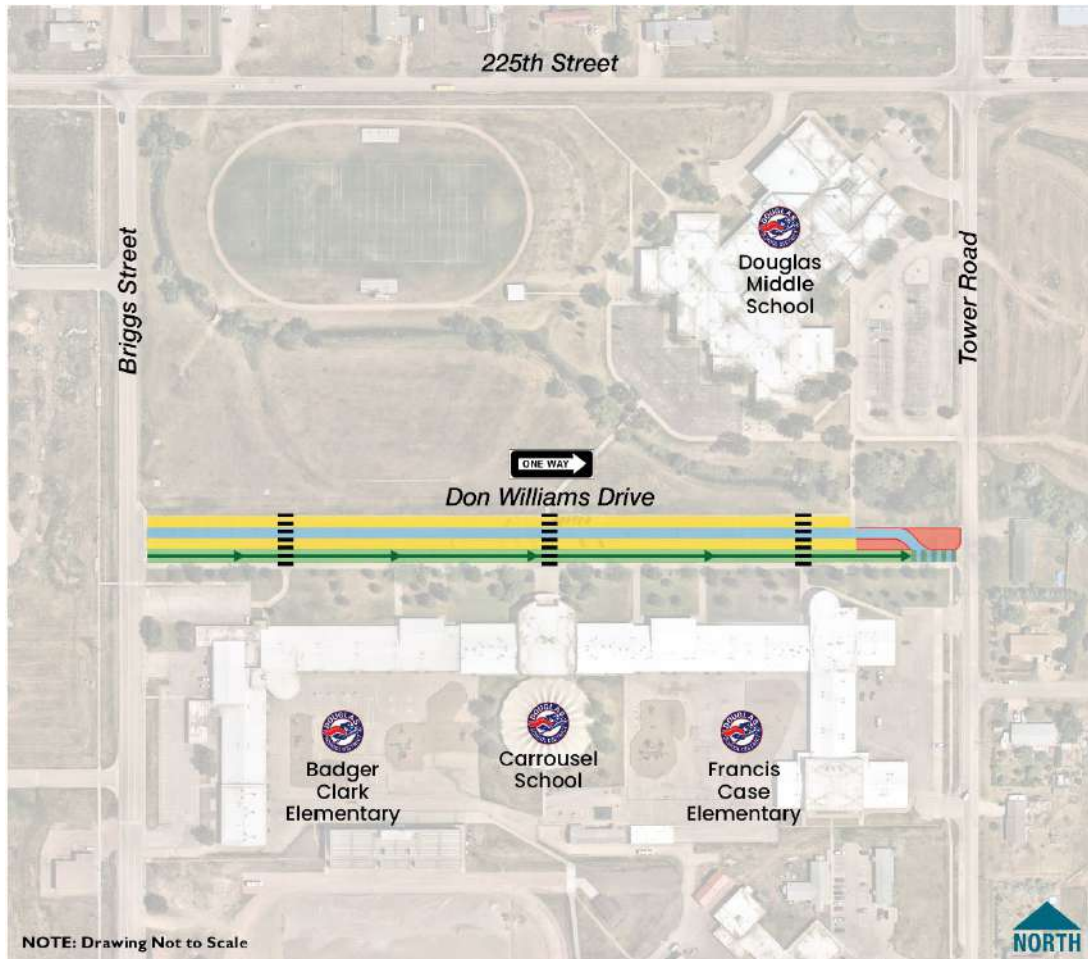 225th Street
Briggs Street
Tower Road
Douglas
Middle
School
ONE WAY
Don Williams Drive
Badger
Clark
Elementary
Carrousel
School
Francis
Case
Elementary
NOTE: Drawing Not to Scale
NORTH